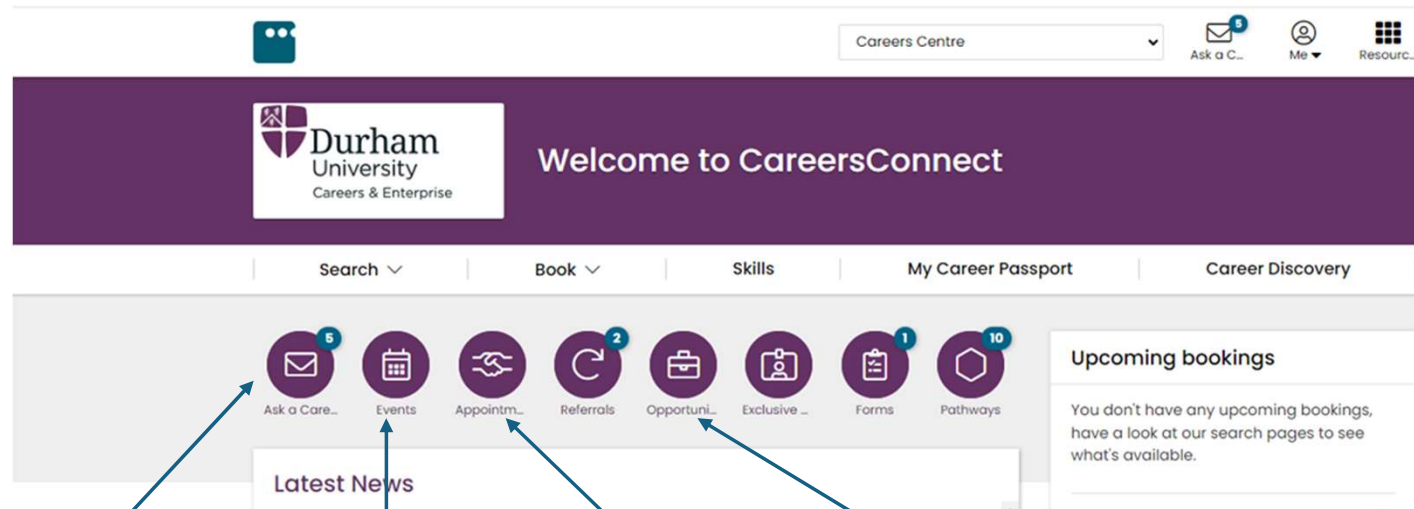 Careers Centre
5
Ask a C...
Me
Resourc...
Durham
University
Careers & Enterprise
Welcome to CareersConnect
Search
Book
Skills
My Career Passport
Career Discovery
5
2
1
10
Ask a Care...
Events
Appointm...
Referrals
Opportuni...
Exclusive ...
Forms
Pathways
Upcoming bookings
You don't have any upcoming bookings,
have a look at our search pages to see
what's available.
Latest News